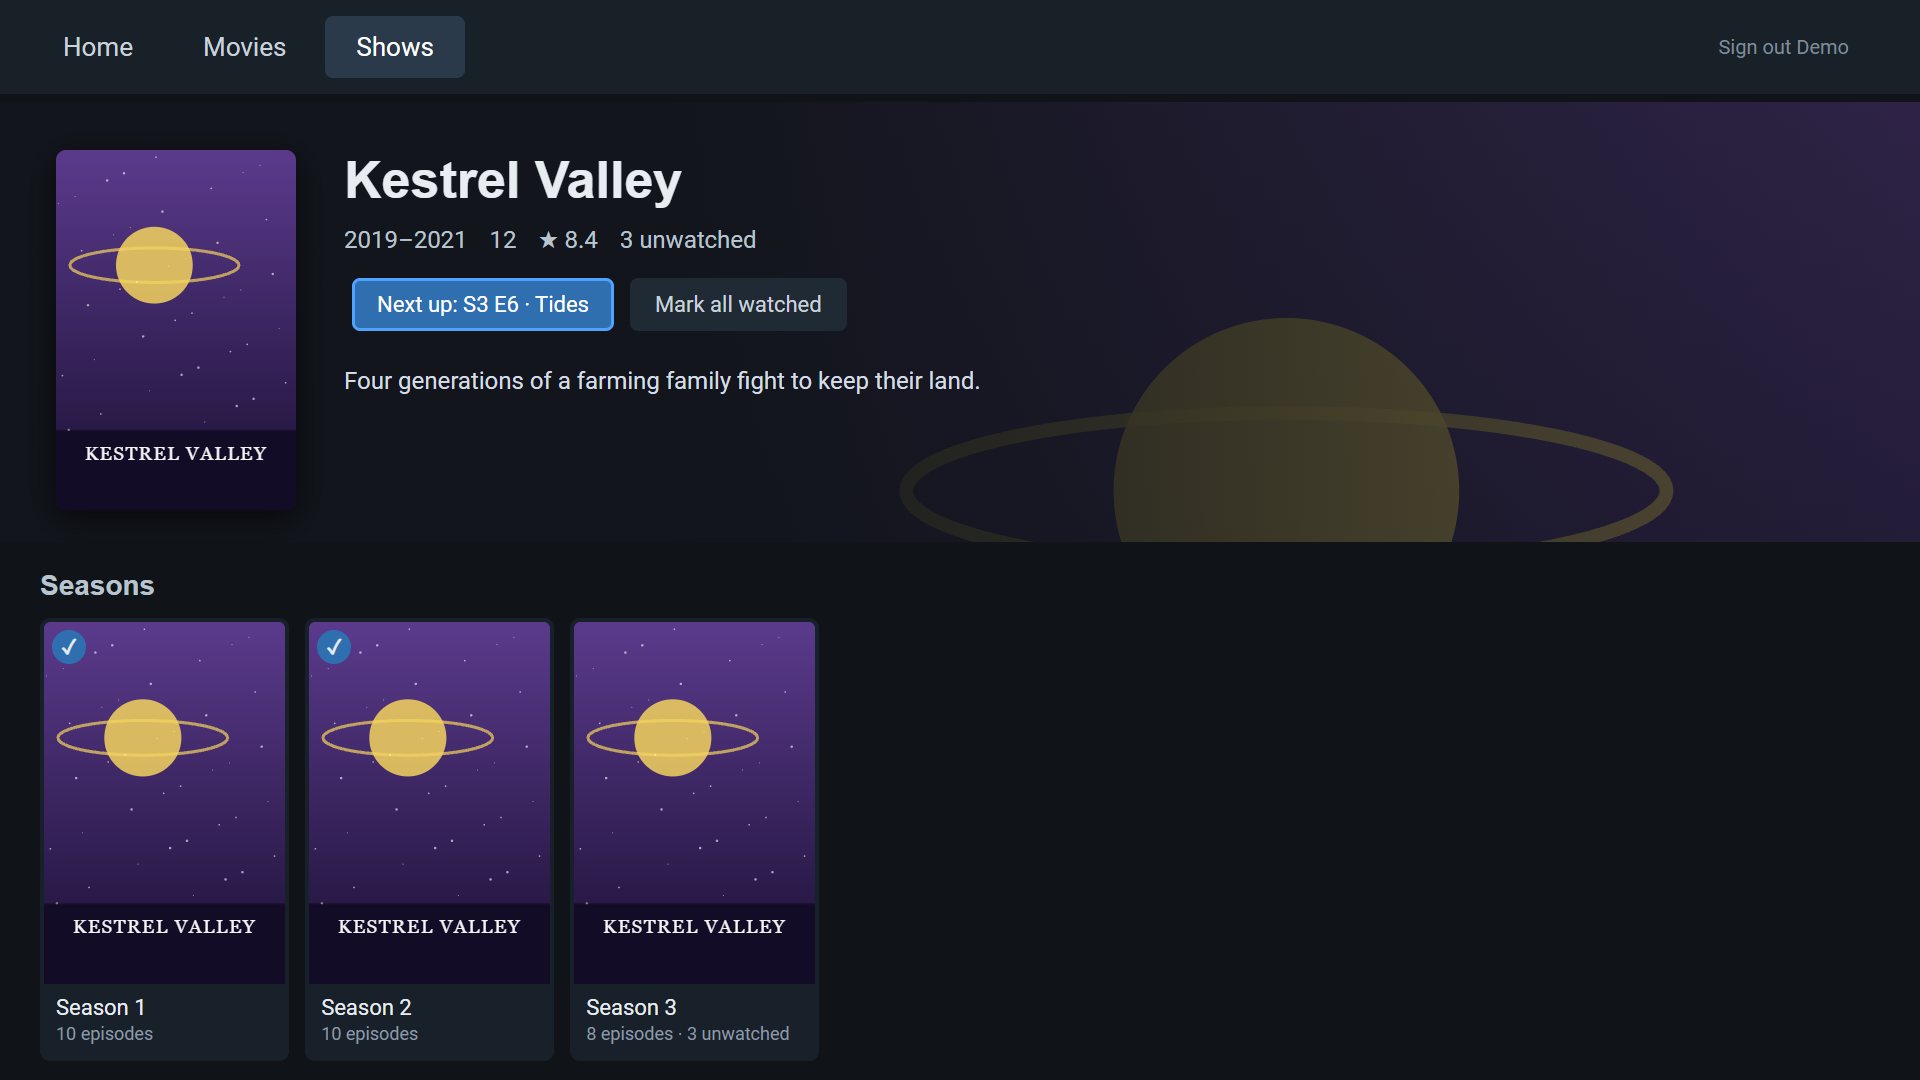 Home Movies Shows Sign out Demo
KESTREL VALLEY
Kestrel Valley
2019–2021 12 ★ 8.4 3 unwatched
Next up: S3 E6 · Tides Mark all watched
Four generations of a farming family fight to keep their land.
Seasons
KESTREL VALLEY KESTREL VALLEY KESTREL VALLEY
Season 1 Season 2 Season 3
10 episodes 10 episodes 8 episodes · 3 unwatched